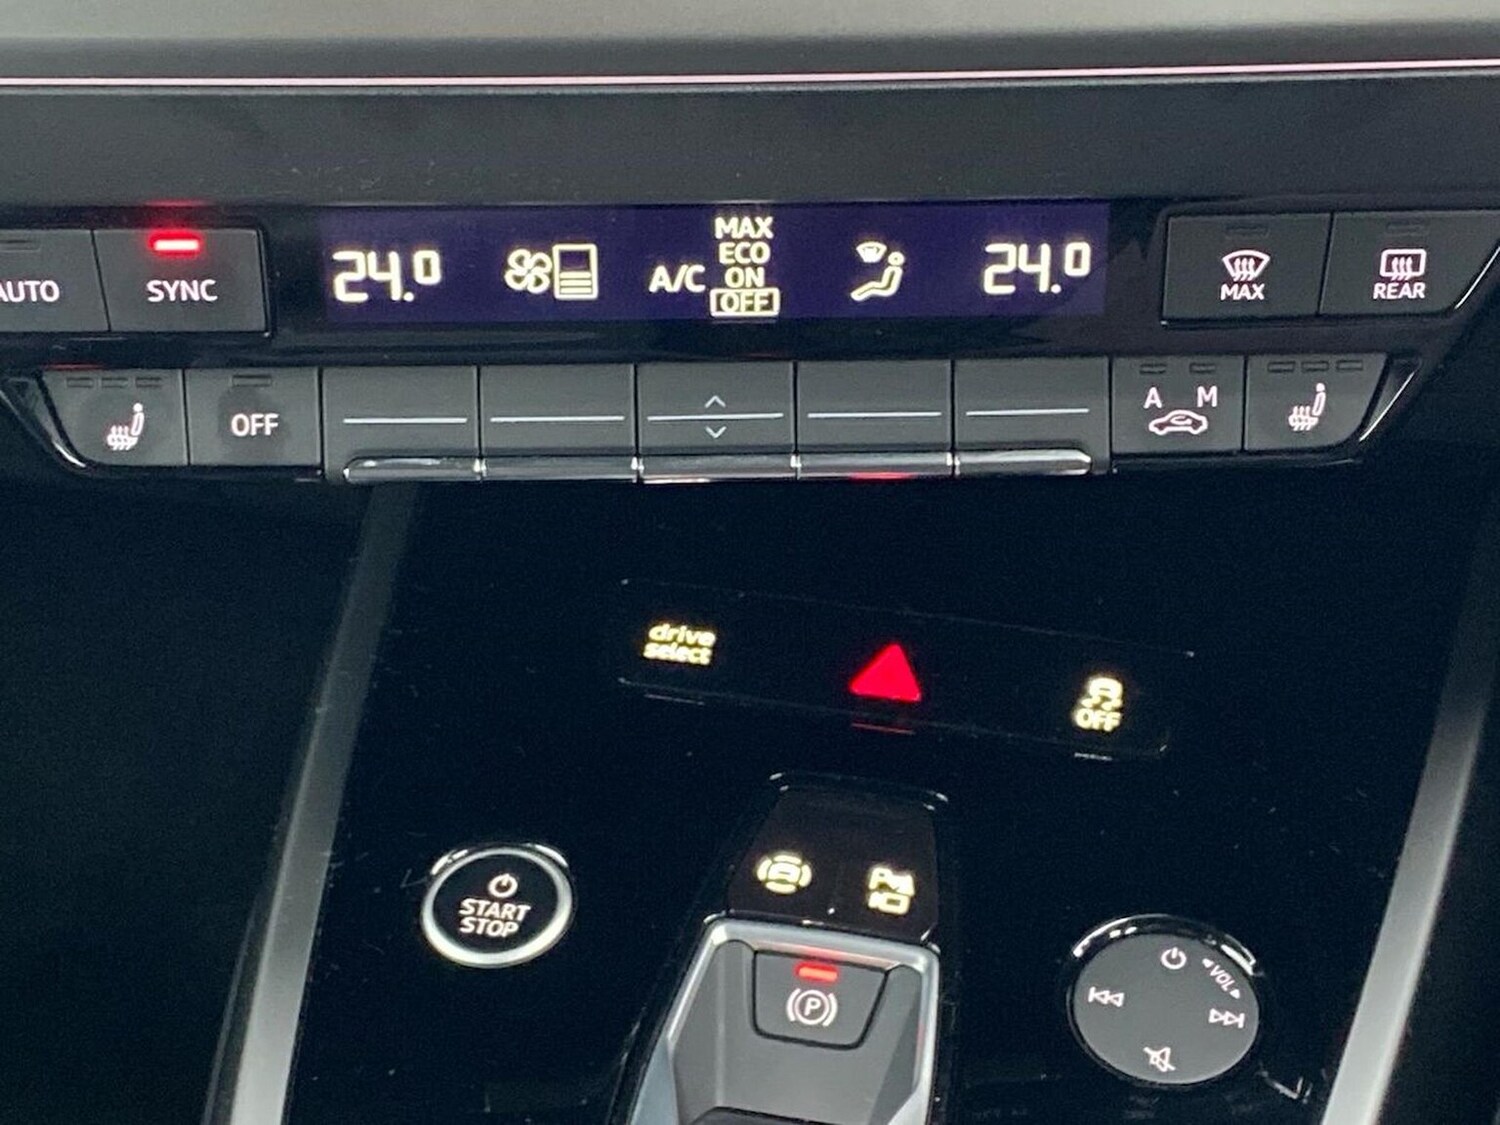 AUTO
SYNC
24.0
A/C
MAX
ECO
ON
OFF
24.0
MAX
REAR
OFF
A M
drive
select
OFF
START
STOP
P
P
VOL